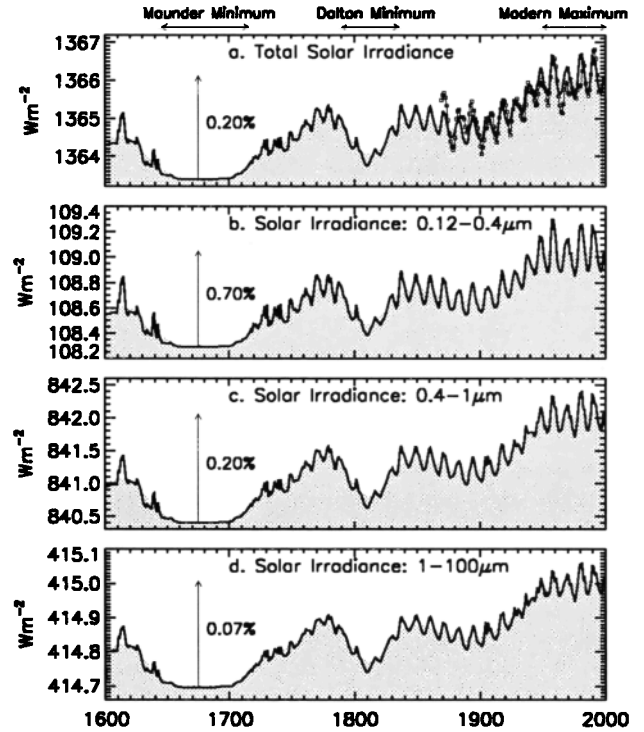 Maunder Minimum Dalton Minimum Modern Maximum
a. Total Solar Irradiance
Wm⁻²
1367
1366
1365
1364
0.20%
b. Solar Irradiance: 0.12-0.4μm
Wm⁻²
109.4
109.2
109.0
108.8
108.6
108.4
108.2
0.70%
c. Solar Irradiance: 0.4-1μm
Wm⁻²
842.5
842.0
841.5
841.0
840.5
0.20%
d. Solar Irradiance: 1-100μm
Wm⁻²
415.1
415.0
414.9
414.8
414.7
0.07%
1600 1700 1800 1900 2000